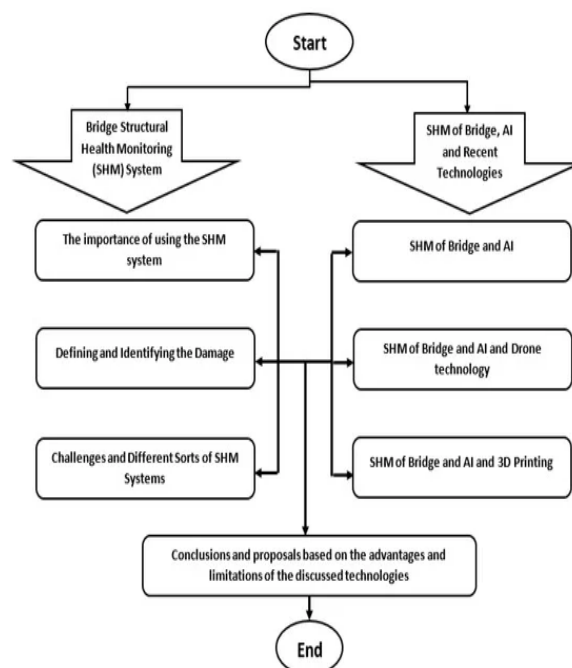 Start
Bridge Structural
Health Monitoring
(SHM) System
SHM of Bridge, AI
and Recent
Technologies
The importance of using the SHM
system
SHM of Bridge and AI
Defining and Identifying the Damage
SHM of Bridge and AI and Drone
technology
Challenges and Different Sorts of SHM
Systems
SHM of Bridge and AI and 3D Printing
Conclusions and proposals based on the advantages and
limitations of the discussed technologies
End